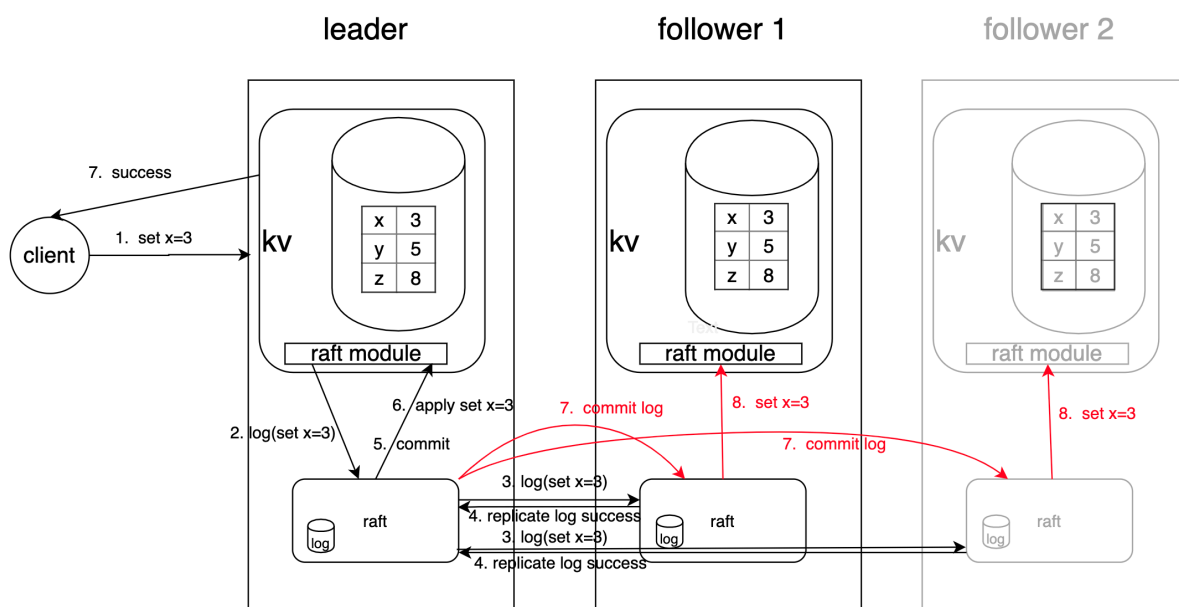 leader
follower 1
follower 2
7. success
client
1. set x=3
kv
x 3
y 5
z 8
raft module
kv
x 3
y 5
z 8
Text
raft module
kv
x 3
y 5
z 8
raft module
2. log(set x=3)
6. apply set x=3
5. commit
7. commit log
8. set x=3
7. commit log
8. set x=3
raft
log
3. log(set x=3)
4. replicate log success
3. log(set x=3)
4. replicate log success
raft
log
raft
log